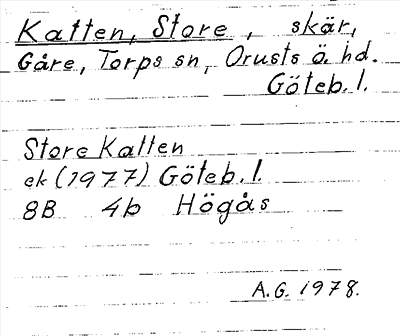 Katten, Store, skär,
Gåre, Torps sn, Orusts ö. hd.
Göteb. l.
Store Katten
ek (1977) Göteb. l.
8B 4b Högås
A.G. 1978.